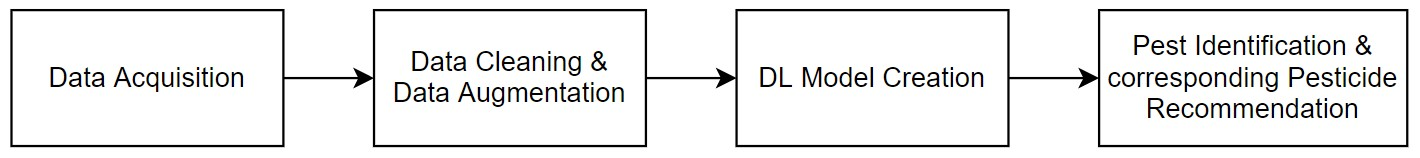 Data Acquisition
Data Cleaning &
Data Augmentation
DL Model Creation
Pest Identification &
corresponding Pesticide
Recommendation